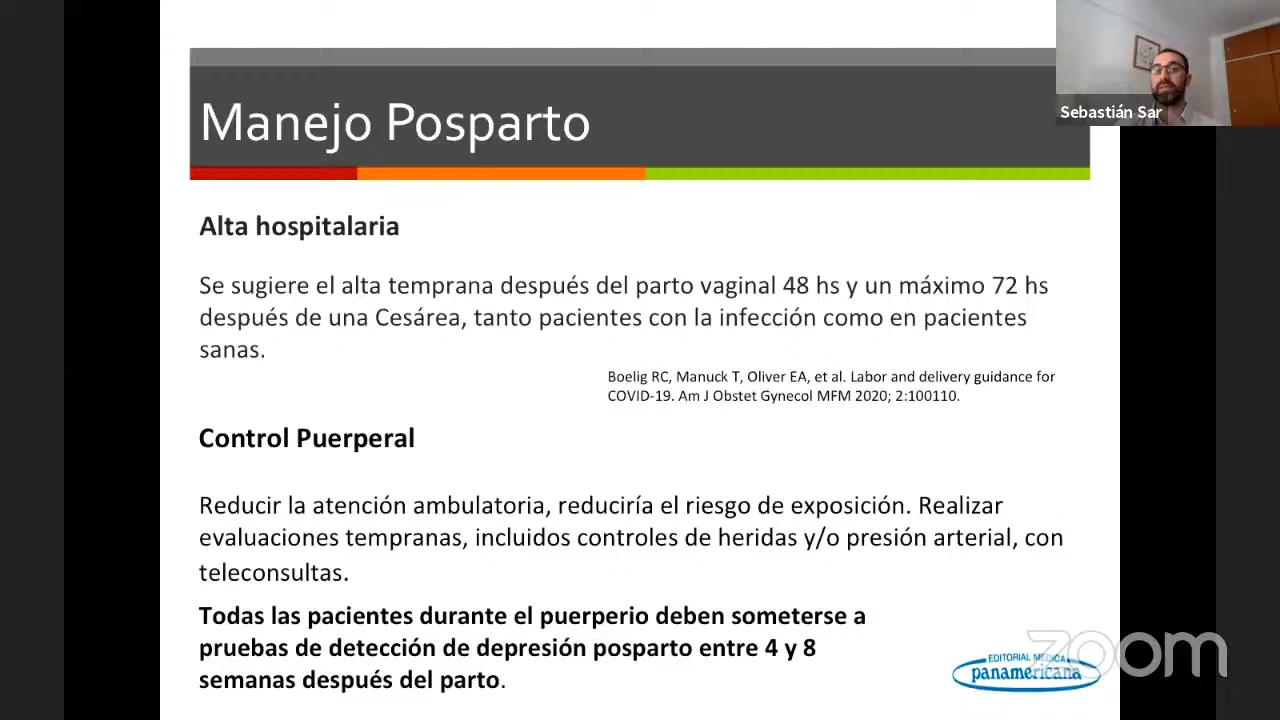 Manejo Posparto
Sebastián Sar
Alta hospitalaria
Se sugiere el alta temprana después del parto vaginal 48 hs y un máximo 72 hs
después de una Cesárea, tanto pacientes con la infección como en pacientes
sanas.
Boelig RC, Manuck T, Oliver EA, et al. Labor and delivery guidance for
COVID-19. Am J Obstet Gynecol MFM 2020; 2:100110.
Control Puerperal
Reducir la atención ambulatoria, reduciría el riesgo de exposición. Realizar
evaluaciones tempranas, incluidos controles de heridas y/o presión arterial, con
teleconsultas.
Todas las pacientes durante el puerperio deben someterse a
pruebas de detección de depresión posparto entre 4 y 8
semanas después del parto.
EDITORIAL MEDICA
panamericana
zoom